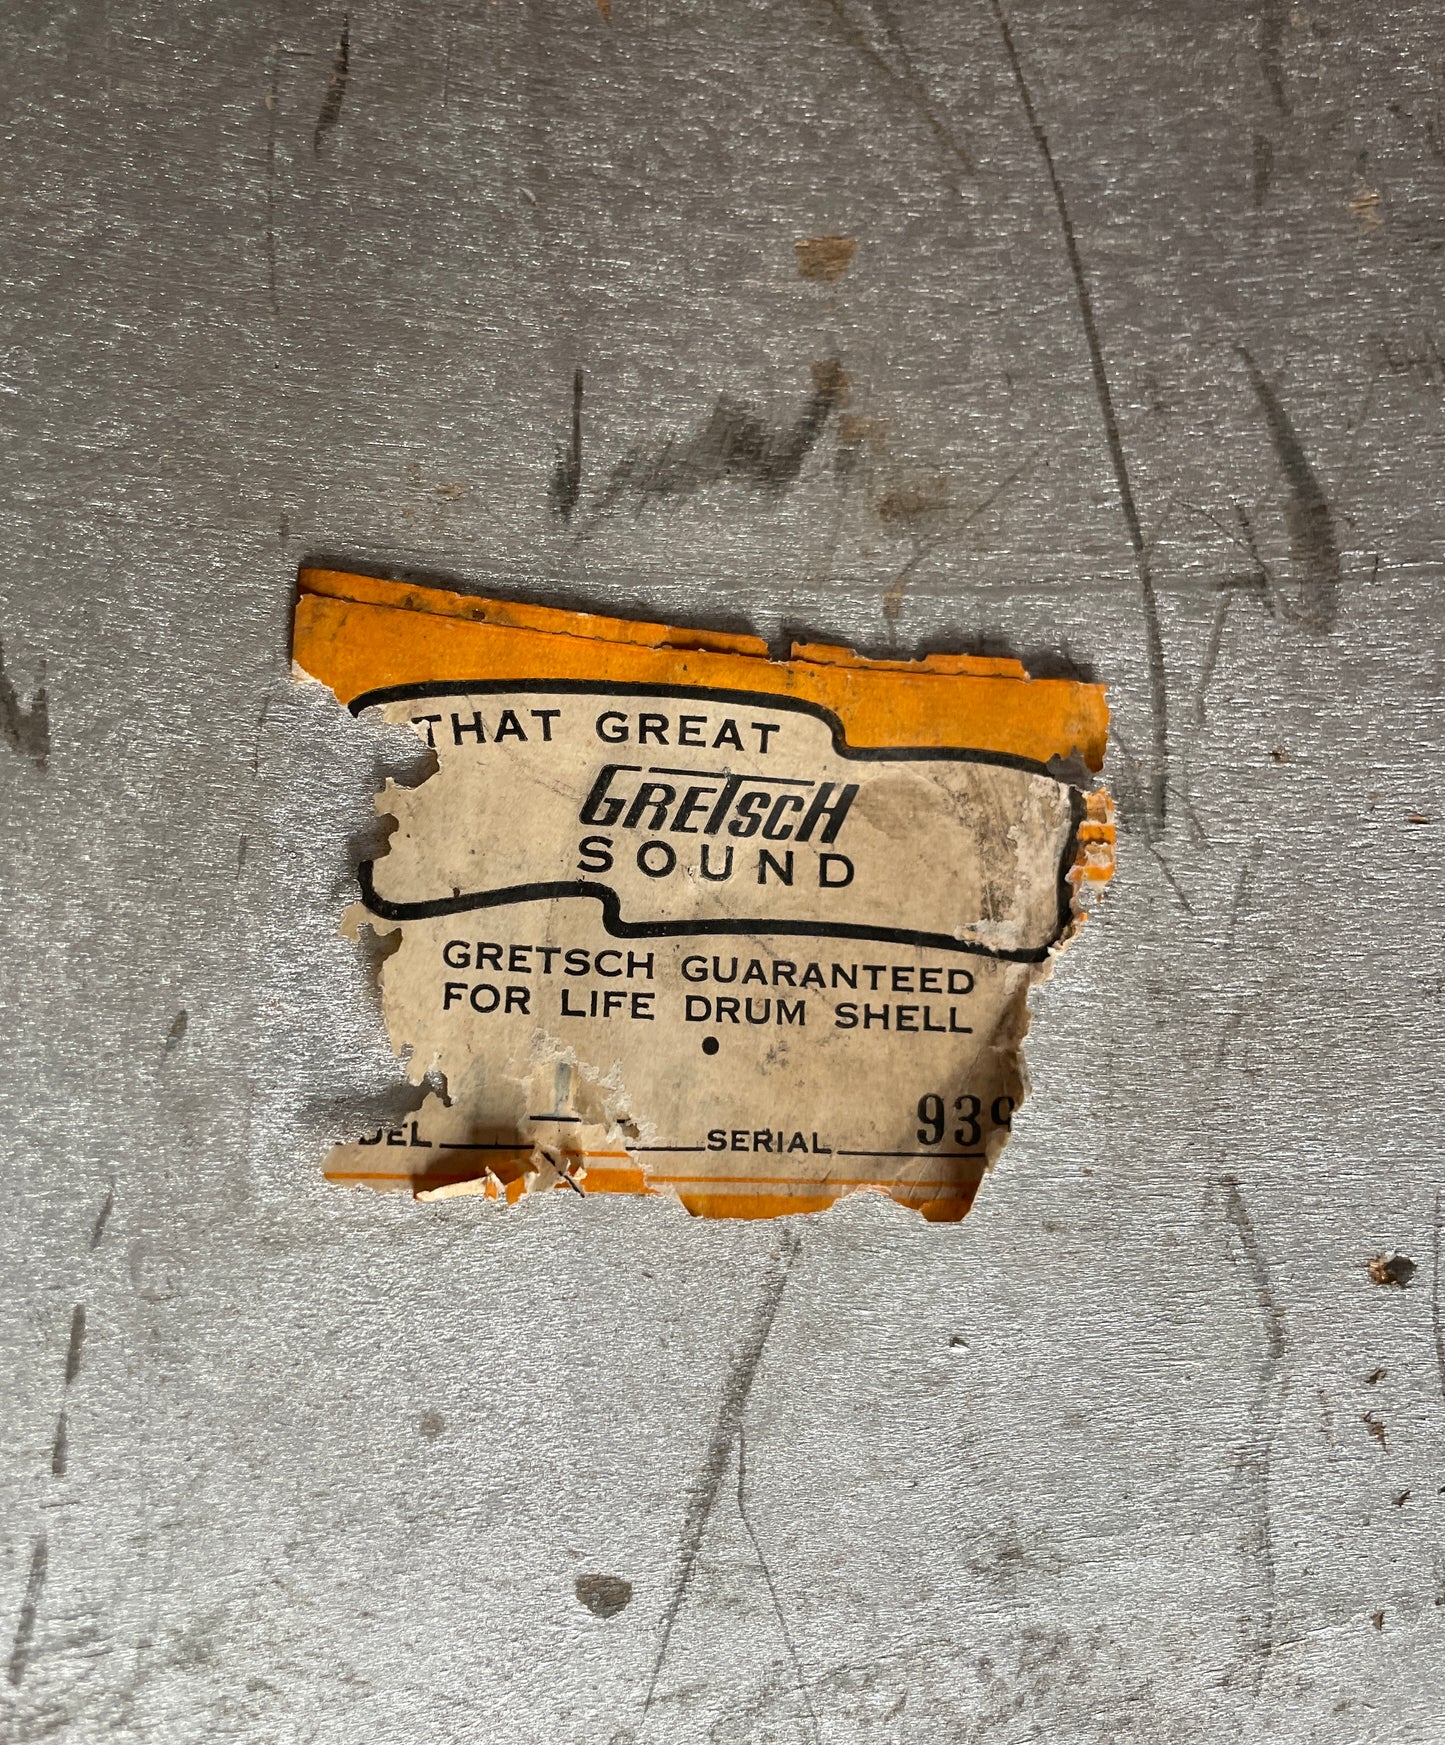 THAT GREAT
GRETSCH
SOUND
GRETSCH GUARANTEED
FOR LIFE DRUM SHELL
SERIAL 93